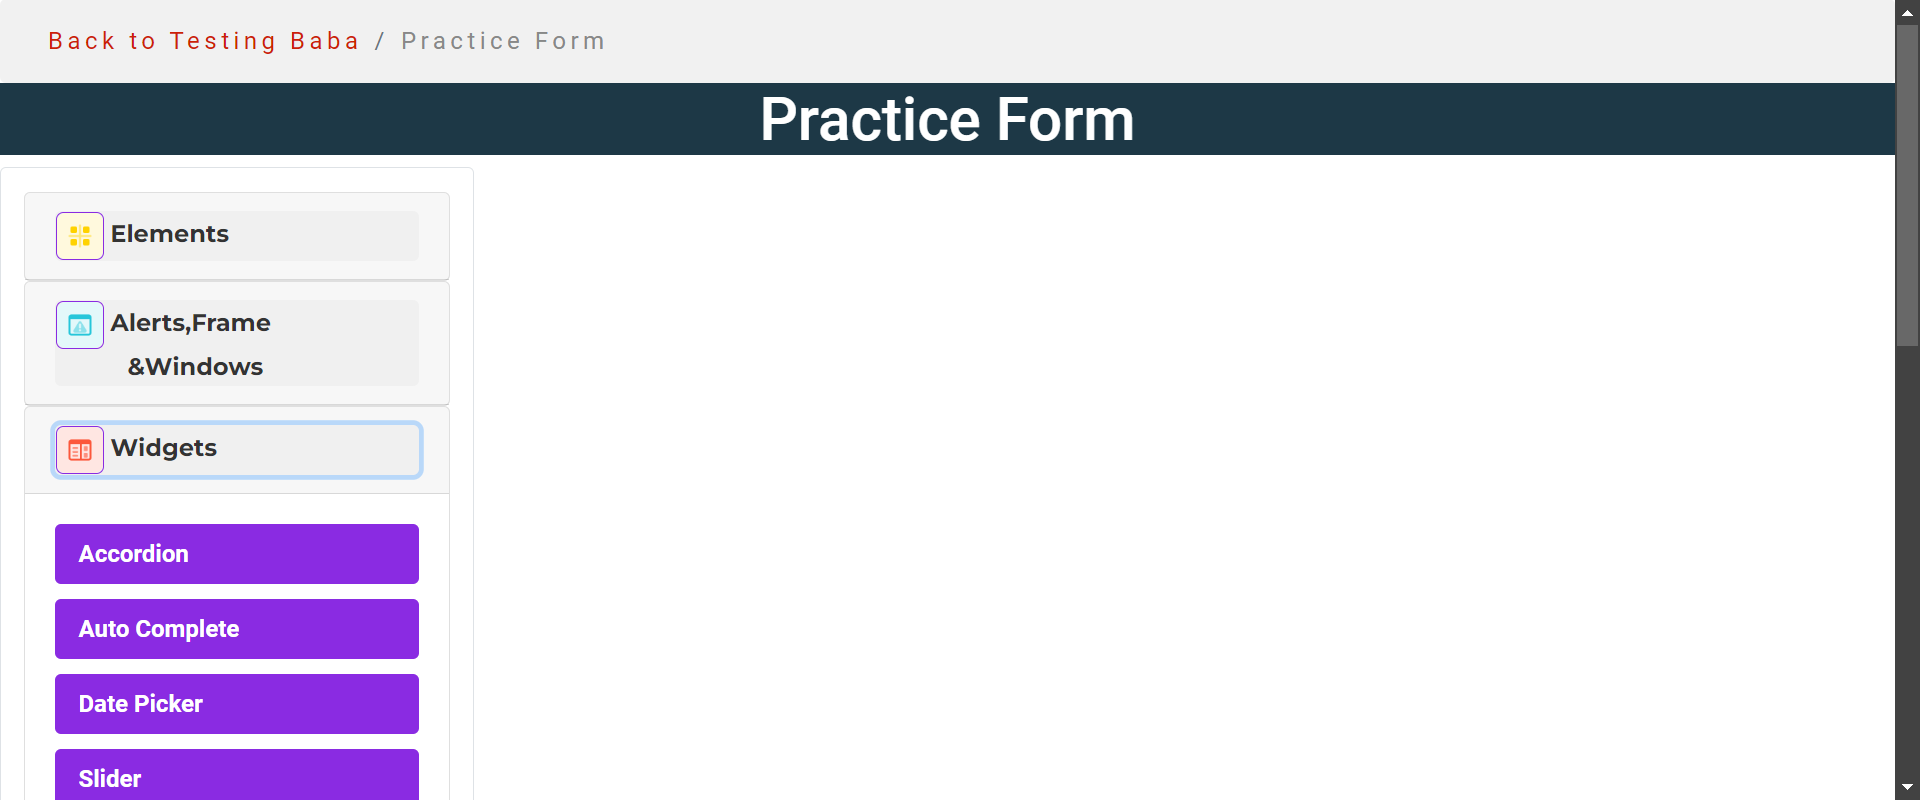 Back to Testing Baba / Practice Form
Practice Form
Elements
Alerts,Frame
&Windows
Widgets
Accordion
Auto Complete
Date Picker
Slider